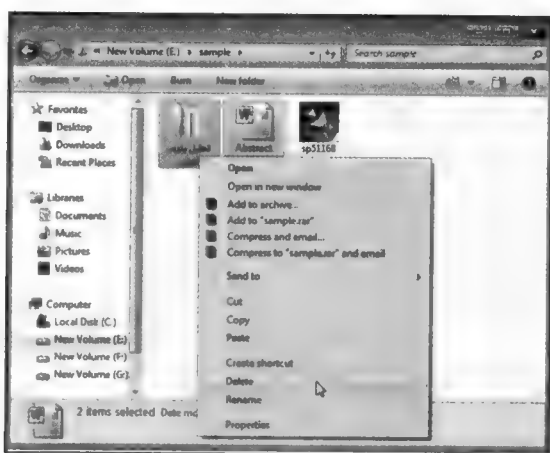 New Volume (E:) sample
Search sample
Organize Open Burn New folder
Favorites
Desktop
Downloads
Recent Places
Libraries
Documents
Music
Pictures
Videos
Computer
Local Disk (C:)
New Volume (E:)
New Volume (F:)
New Volume (G:)
Abstract
sp51168
Open
Open in new window
Add to archive...
Add to "sample.rar"
Compress and email...
Compress to "sample.rar" and email
Send to
Cut
Copy
Paste
Create shortcut
Delete
Rename
Properties
2 items selected Date mo